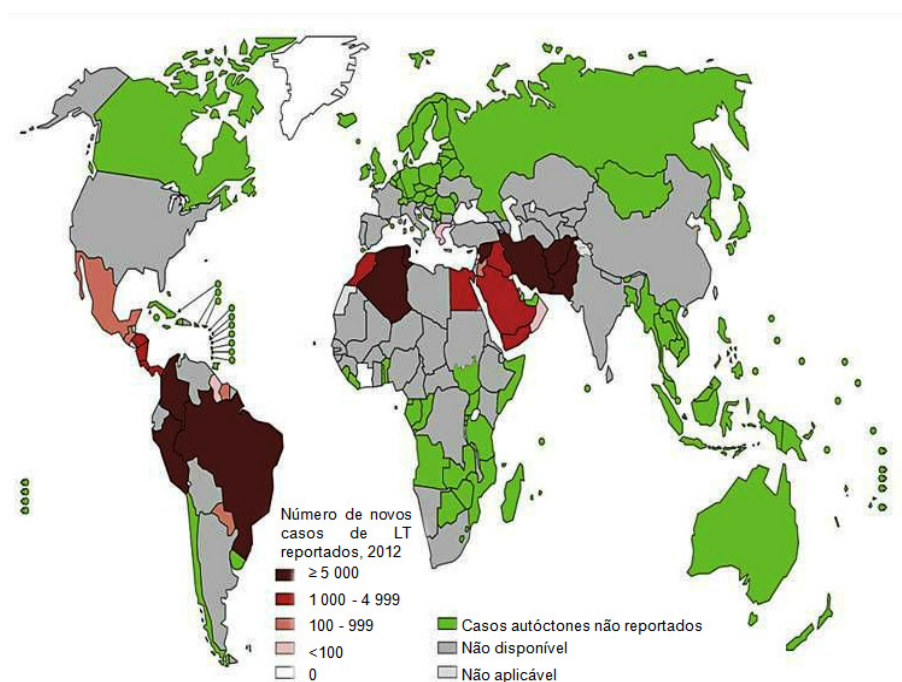 Número de novos
casos de LT
reportados, 2012
≥ 5 000
1 000 - 4 999
100 - 999
<100
0
Casos autóctones não reportados
Não disponível
Não aplicável